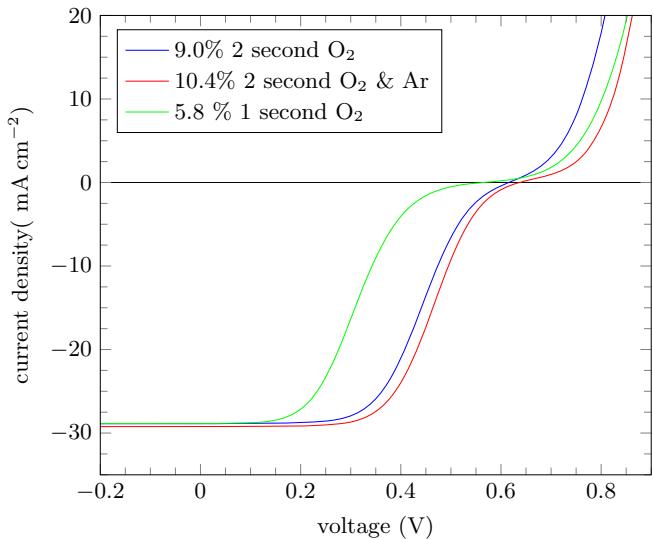 20
10
0
−10
−20
−30
−0.2 0 0.2 0.4 0.6 0.8
voltage (V)
current density( mA cm⁻²)
9.0% 2 second O₂
10.4% 2 second O₂ & Ar
5.8 % 1 second O₂